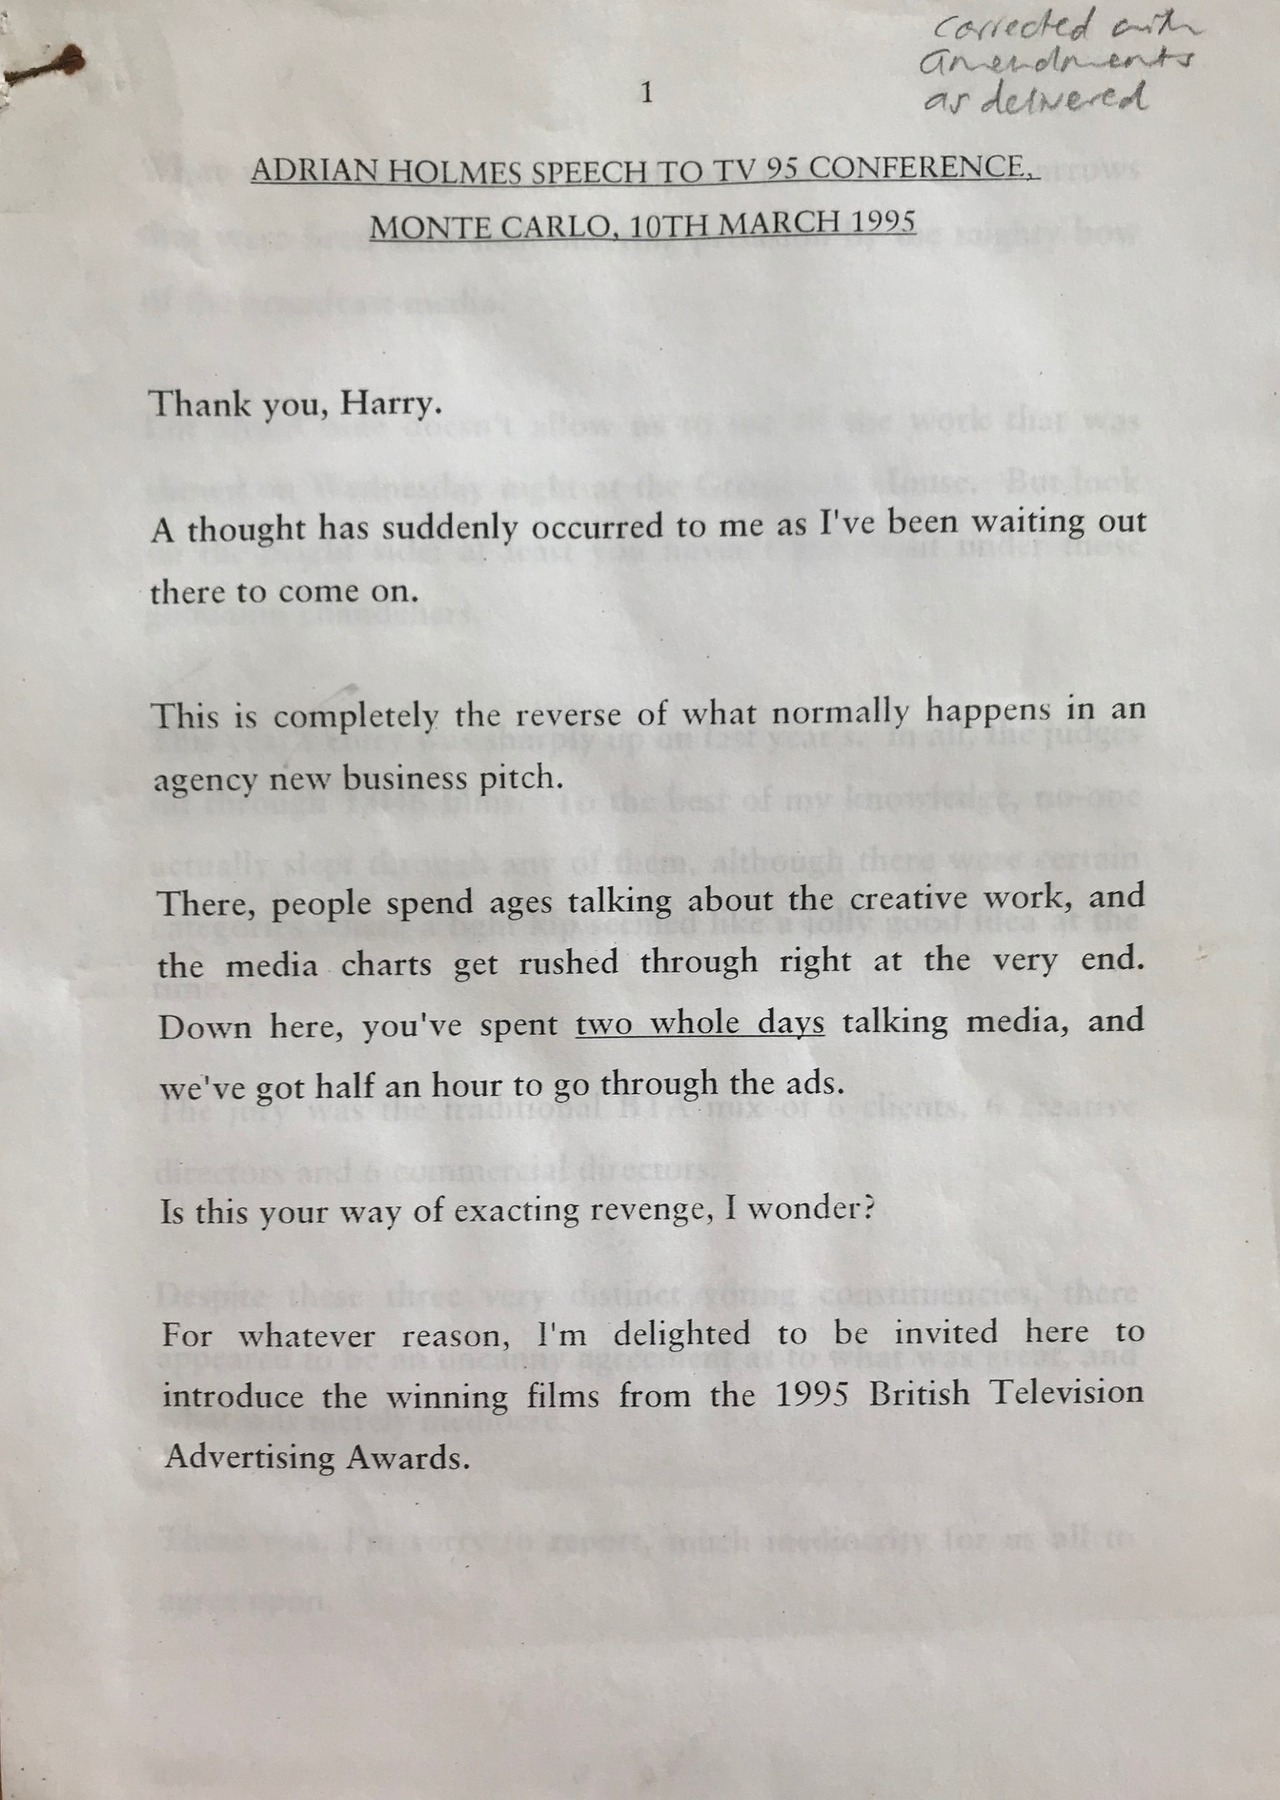 corrected with
amendments
as delivered
1
ADRIAN HOLMES SPEECH TO TV 95 CONFERENCE,
MONTE CARLO, 10TH MARCH 1995
Thank you, Harry.
A thought has suddenly occurred to me as I've been waiting out
there to come on.
This is completely the reverse of what normally happens in an
agency new business pitch.
There, people spend ages talking about the creative work, and
the media charts get rushed through right at the very end.
Down here, you've spent two whole days talking media, and
we've got half an hour to go through the ads.
Is this your way of exacting revenge, I wonder?
For whatever reason, I'm delighted to be invited here to
introduce the winning films from the 1995 British Television
Advertising Awards.